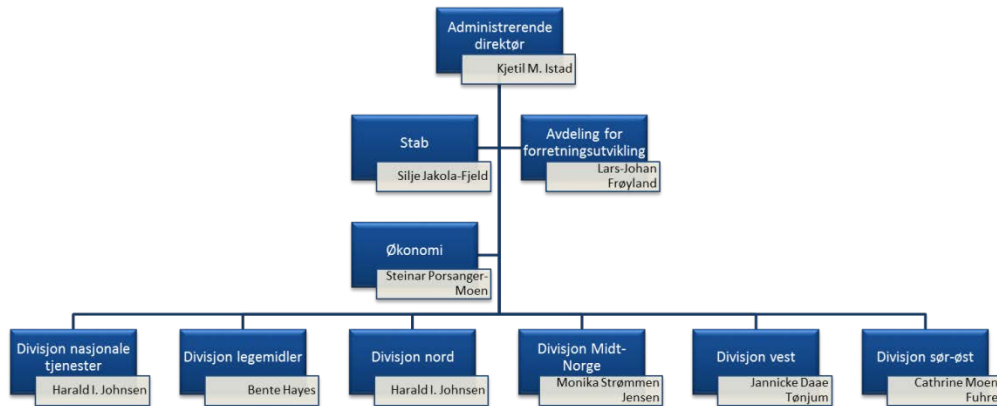 Administrerende
direktør
Kjetil M. Istad
Stab
Silje Jakola-Fjeld
Avdeling for
forretningsutvikling
Lars-Johan
Frøyland
Økonomi
Steinar Porsanger-
Moen
Divisjon nasjonale
tjenester
Harald I. Johnsen
Divisjon legemidler
Bente Hayes
Divisjon nord
Harald I. Johnsen
Divisjon Midt-
Norge
Monika Strømmen
Jensen
Divisjon vest
Jannicke Daae
Tønjum
Divisjon sør-øst
Cathrine Moen
Fuhre